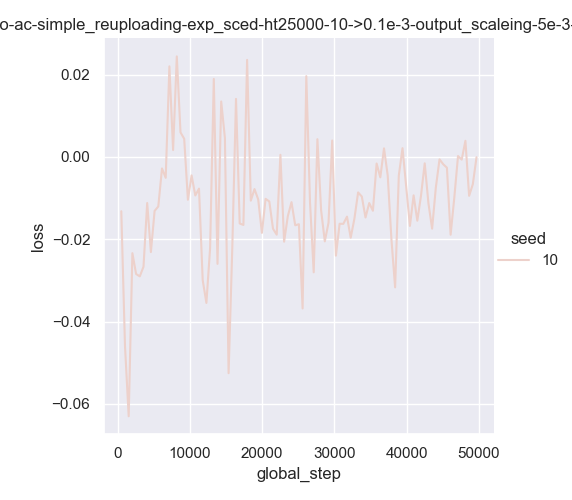 o-ac-simple_reuploading-exp_sced-ht25000-10->0.1e-3-output_scaleing-5e-3-
0.02
0.00
−0.02
−0.04
−0.06
loss
0 10000 20000 30000 40000 50000
global_step
seed
10